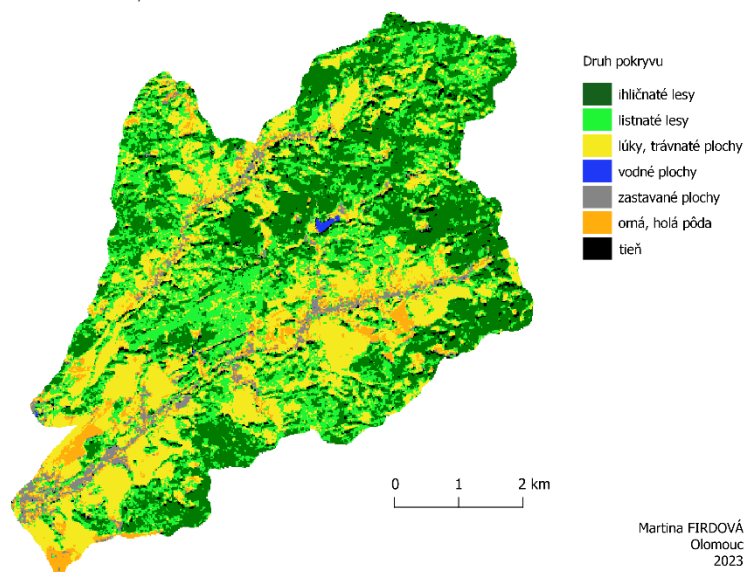 Druh pokryvu
ihličnaté lesy
listnaté lesy
lúky, trávnaté plochy
vodné plochy
zastavané plochy
orná, holá pôda
tieň
0 1 2 km
Martina FIRDOVÁ
Olomouc
2023